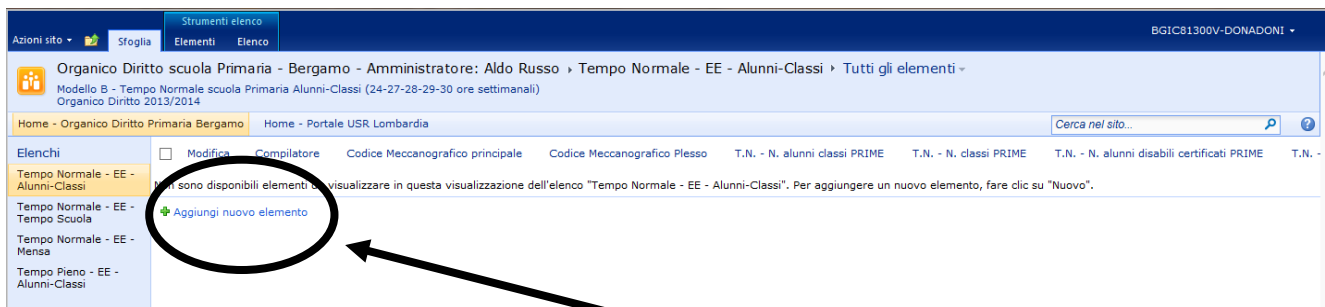 Strumenti elenco
Azioni sito Sfoglia Elementi Elenco BGIC81300V-DONADONI
Organico Diritto scuola Primaria - Bergamo - Amministratore: Aldo Russo › Tempo Normale - EE - Alunni-Classi › Tutti gli elementi
Modello B - Tempo Normale scuola Primaria Alunni-Classi (24-27-28-29-30 ore settimanali)
Organico Diritto 2013/2014
Home - Organico Diritto Primaria Bergamo Home - Portale USR Lombardia Cerca nel sito...
Elenchi
Tempo Normale - EE -
Alunni-Classi
Tempo Normale - EE -
Tempo Scuola
Tempo Normale - EE -
Mensa
Tempo Pieno - EE -
Alunni-Classi
Modifica Compilatore Codice Meccanografico principale Codice Meccanografico Plesso T.N. - N. alunni classi PRIME T.N. - N. classi PRIME T.N. - N. alunni disabili certificati PRIME T.N. -
sono disponibili elementi visualizzare in questa visualizzazione dell'elenco "Tempo Normale - EE - Alunni-Classi". Per aggiungere un nuovo elemento, fare clic su "Nuovo".
Aggiungi nuovo elemento